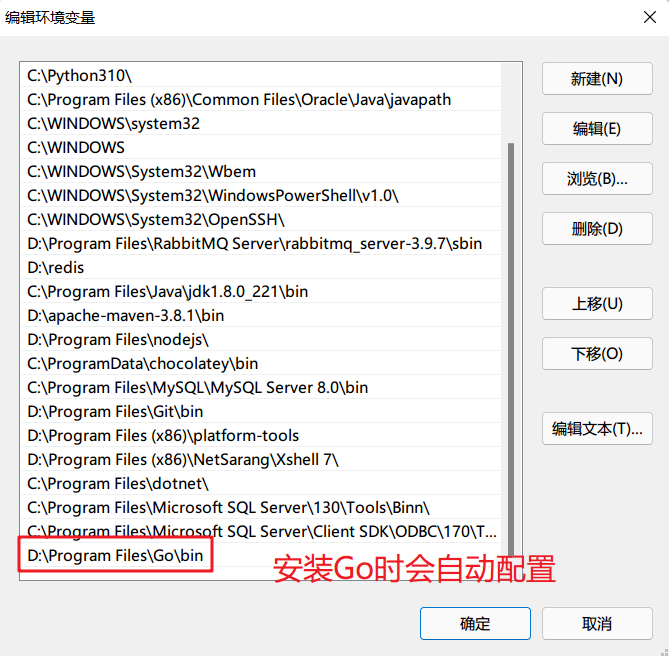 编辑环境变量
C:\Python310\
C:\Program Files (x86)\Common Files\Oracle\Java\javapath
C:\WINDOWS\system32
C:\WINDOWS
C:\WINDOWS\System32\Wbem
C:\WINDOWS\System32\WindowsPowerShell\v1.0\
C:\WINDOWS\System32\OpenSSH\
D:\Program Files\RabbitMQ Server\rabbitmq_server-3.9.7\sbin
D:\redis
C:\Program Files\Java\jdk1.8.0_221\bin
D:\apache-maven-3.8.1\bin
D:\Program Files\nodejs\
C:\ProgramData\chocolatey\bin
C:\Program Files\MySQL\MySQL Server 8.0\bin
D:\Program Files\Git\bin
D:\Program Files (x86)\platform-tools
D:\Program Files (x86)\NetSarang\Xshell 7\
C:\Program Files\dotnet\
C:\Program Files\Microsoft SQL Server\130\Tools\Binn\
C:\Program Files\Microsoft SQL Server\Client SDK\ODBC\170\T...
D:\Program Files\Go\bin
安装Go时会自动配置
新建(N)
编辑(E)
浏览(B)...
删除(D)
上移(U)
下移(O)
编辑文本(T)...
确定
取消